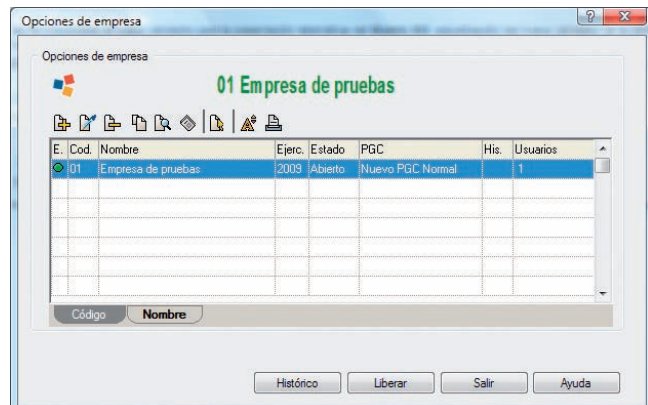 Opciones de empresa
Opciones de empresa
01 Empresa de pruebas
E. Cod. Nombre Ejerc. Estado PGC His. Usuarios
01 Empresa de pruebas 2009 Abierto Nuevo PGC Normal 1
Código Nombre
Histórico Liberar Salir Ayuda